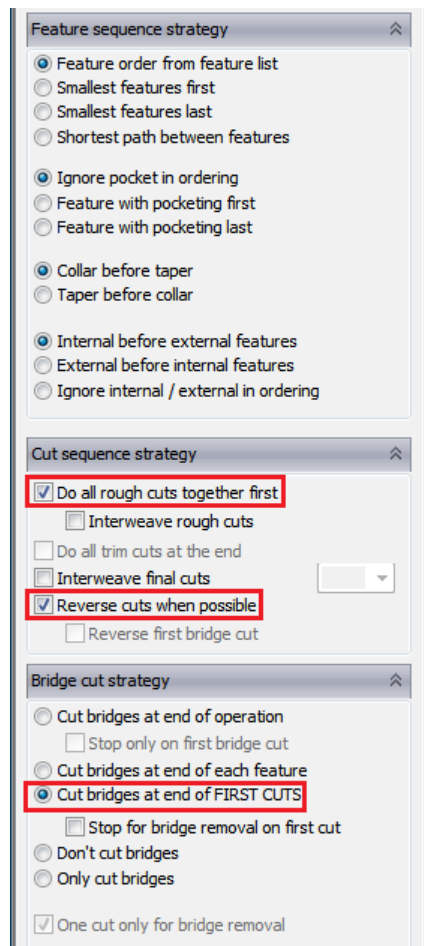 Feature sequence strategy
Feature order from feature list
Smallest features first
Smallest features last
Shortest path between features
Ignore pocket in ordering
Feature with pocketing first
Feature with pocketing last
Collar before taper
Taper before collar
Internal before external features
External before internal features
Ignore internal / external in ordering
Cut sequence strategy
Do all rough cuts together first
Interweave rough cuts
Do all trim cuts at the end
Interweave final cuts
Reverse cuts when possible
Reverse first bridge cut
Bridge cut strategy
Cut bridges at end of operation
Stop only on first bridge cut
Cut bridges at end of each feature
Cut bridges at end of FIRST CUTS
Stop for bridge removal on first cut
Don't cut bridges
Only cut bridges
One cut only for bridge removal